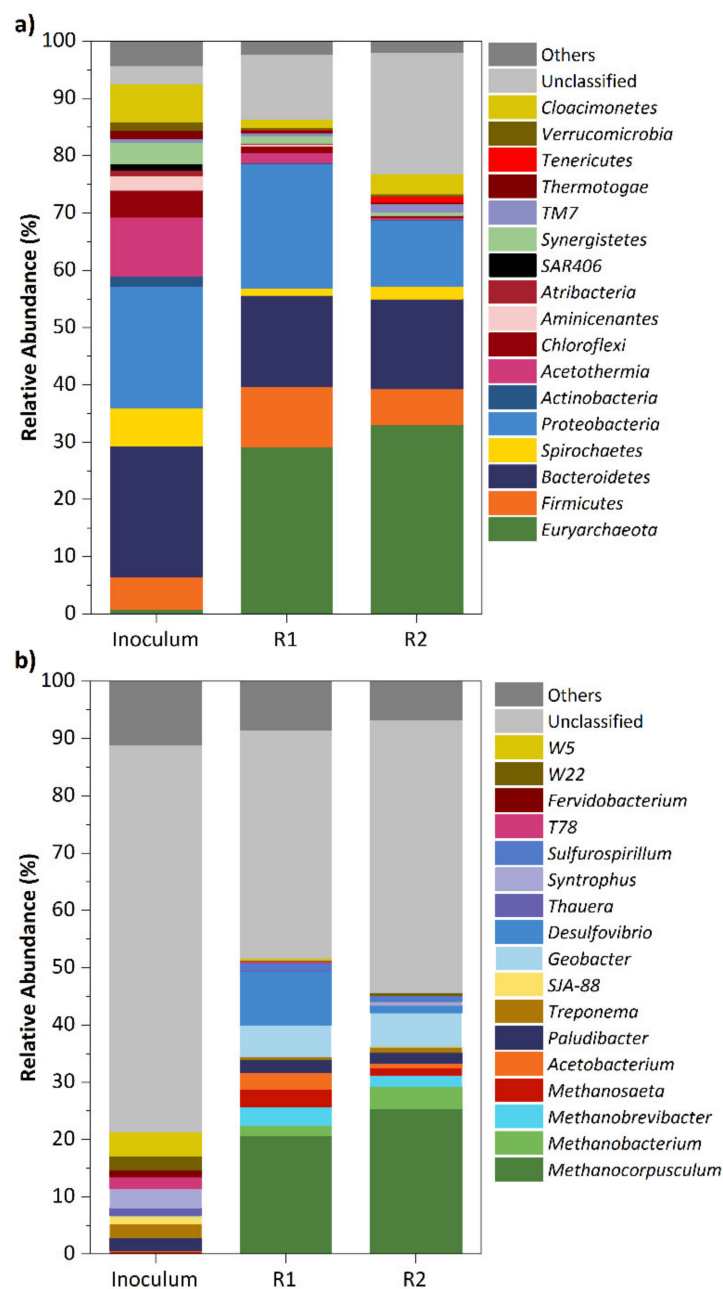 a)
Relative Abundance (%)
100
90
80
70
60
50
40
30
20
10
0
Inoculum R1 R2
Others
Unclassified
Cloacimonetes
Verrucomicrobia
Tenericutes
Thermotogae
TM7
Synergistetes
SAR406
Atribacteria
Aminicenantes
Chloroflexi
Acetothermia
Actinobacteria
Proteobacteria
Spirochaetes
Bacteroidetes
Firmicutes
Euryarchaeota
b)
Relative Abundance (%)
100
90
80
70
60
50
40
30
20
10
0
Inoculum R1 R2
Others
Unclassified
W5
W22
Fervidobacterium
T78
Sulfurospirillum
Syntrophus
Thauera
Desulfovibrio
Geobacter
SJA-88
Treponema
Paludibacter
Acetobacterium
Methanosaeta
Methanobrevibacter
Methanobacterium
Methanocorpusculum